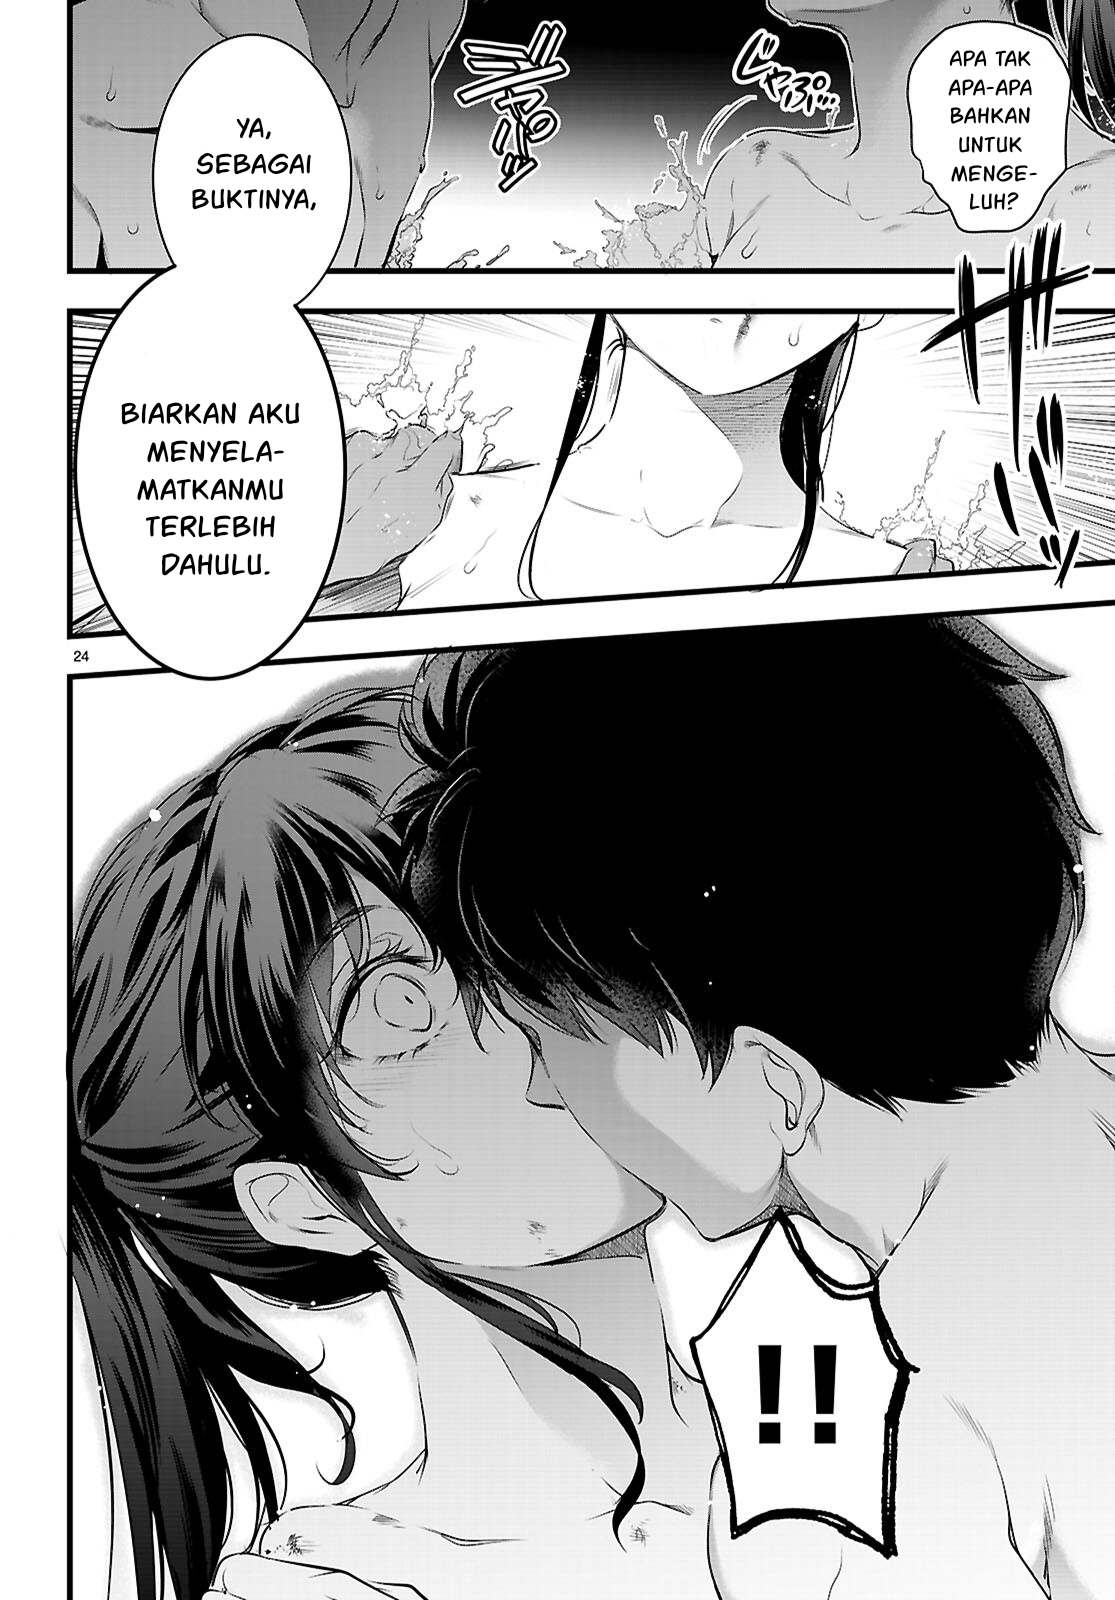 APA TAK
APA-APA
BAHKAN
UNTUK
MENGE-
LUH?
じゃぷ…
YA,
SEBAGAI
BUKTINYA,
BIARKAN AKU
MENYELA-
MATKANMU
TERLEBIH
DAHULU.
24
!!